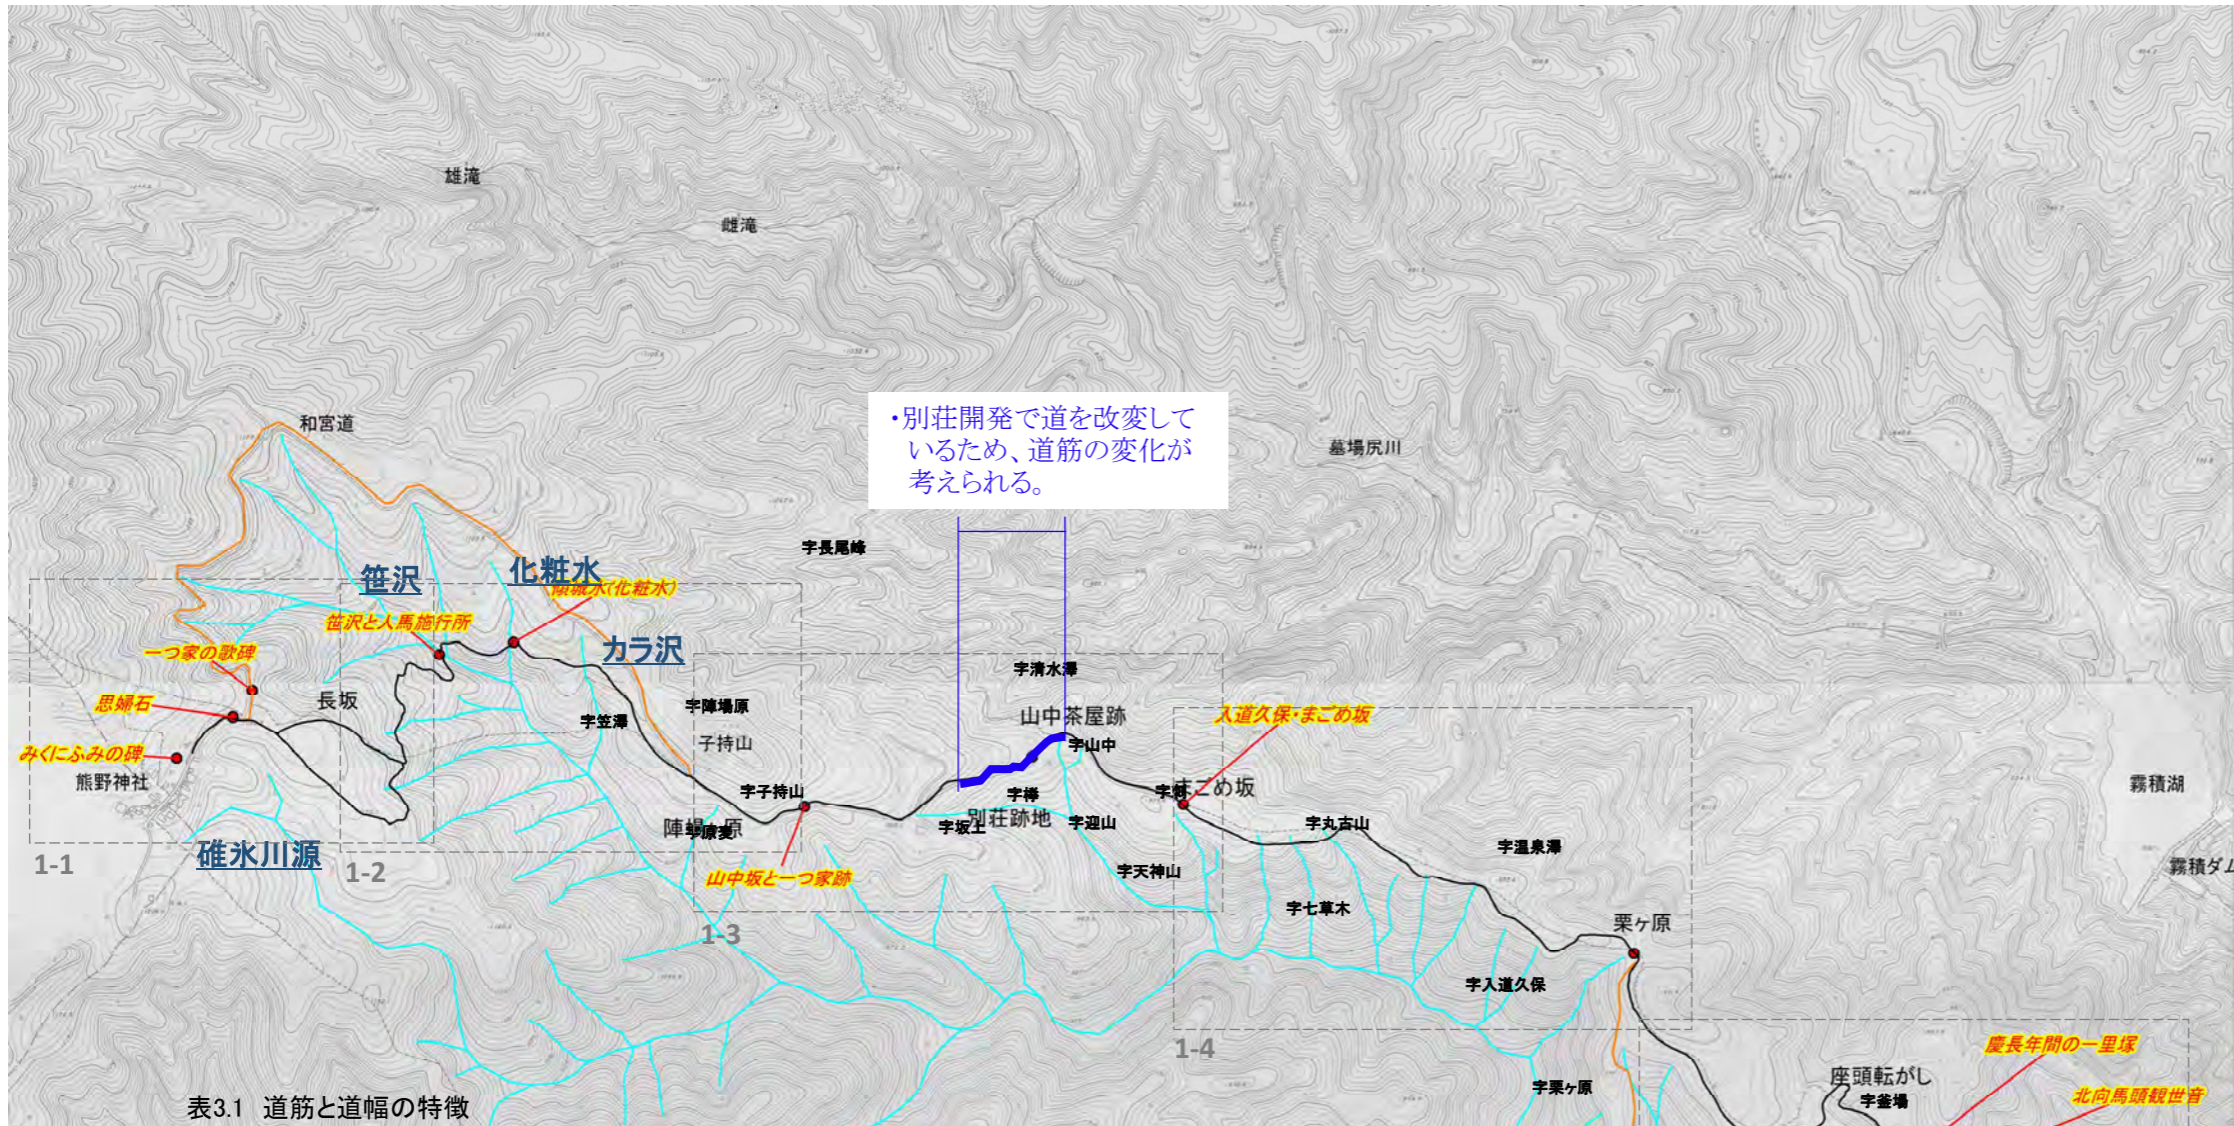 雄滝
雌滝
和宮道
・別荘開発で道を改変して
いるため、道筋の変化が
考えられる。
墓場尻川
字長尾峰
笹沢
化粧水
傾城水(化粧水)
笹沢と人馬施行所
一つ家の歌碑
カラ沢
字清水澤
思婦石
長坂
字笠澤
字陣場原
子持山
山中茶屋跡
字山中
入道久保・まごめ坂
みくにふみの碑
熊野神社
字子持山
まごめ坂
霧積湖
字坂土
別荘跡地
字迎山
字丸古山
字温泉澤
碓氷川源
1-1
1-2
山中坂と一つ家跡
字天神山
霧積ダム
字七草木
栗ヶ原
1-3
字入道久保
1-4
慶長年間の一里塚
座頭転がし
字釜場
字栗ヶ原
北向馬頭観世音
表3.1 道筋と道幅の特徴